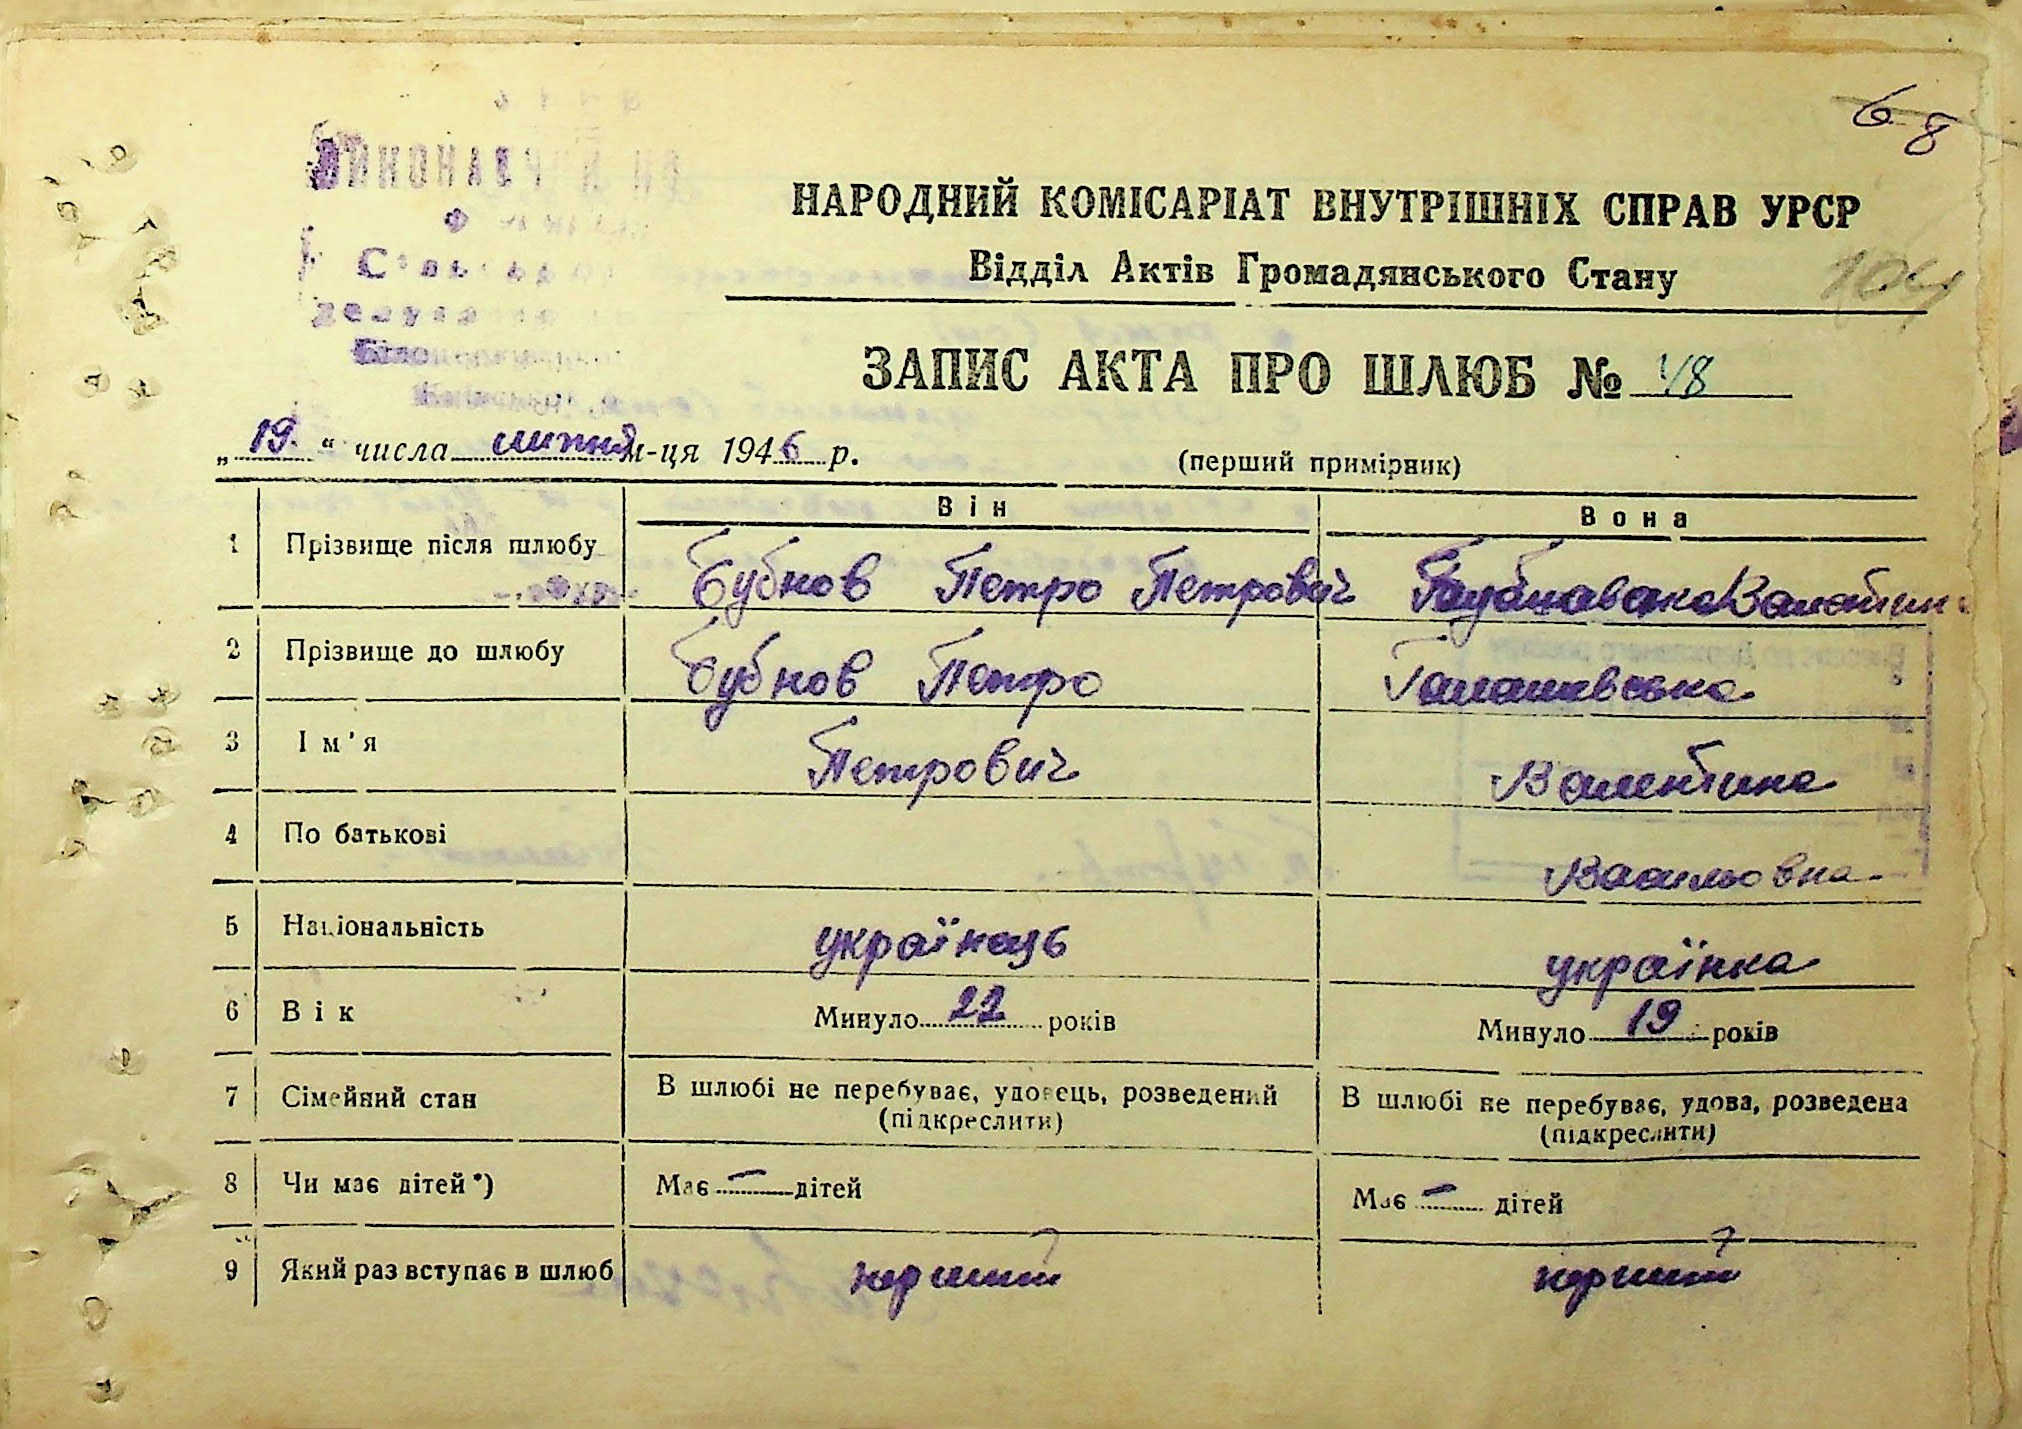 6 8
ВИКОНАВЧИЙ
НАРОДНИЙ КОМІСАРІАТ ВНУТРІШНІХ СПРАВ УРСР
Відділ Актів Громадянського Стану
ЗАПИС АКТА ПРО ШЛЮБ №
„19.“ числа липня м-ця 1946 р.
(перший примірник)
Він Вона
1 Прізвище після шлюбу Бубнов Петро Петрович
2 Прізвище до шлюбу Бубнов Петро
3 Ім'я Петрович Валентина
4 По батькові Васильовна
5 Національність українець українка
6 Вік Минуло 22 років Минуло 19 років
7 Сімейний стан В шлюбі не перебуває, удовець, розведений В шлюбі не перебуває, удова, розведена
(підкреслити) (підкреслити)
8 Чи має дітей*) Має – дітей Має – дітей
9 Який раз вступає в шлюб перший перший